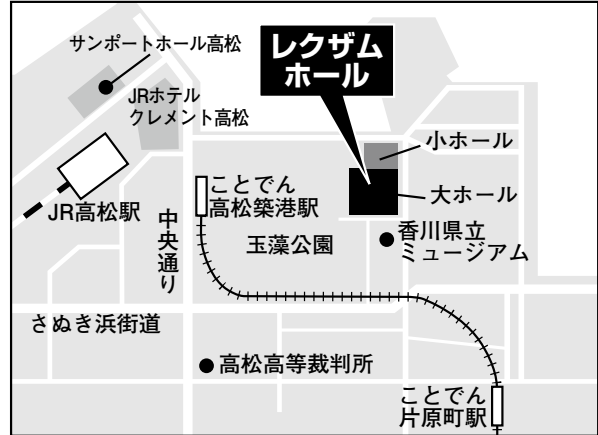 サンポートホール高松
レクザム
ホール
JRホテル
クレメント高松
小ホール
大ホール
JR高松駅
ことでん
高松築港駅
中央通り
玉藻公園
香川県立
ミュージアム
さぬき浜街道
高松高等裁判所
ことでん
片原町駅